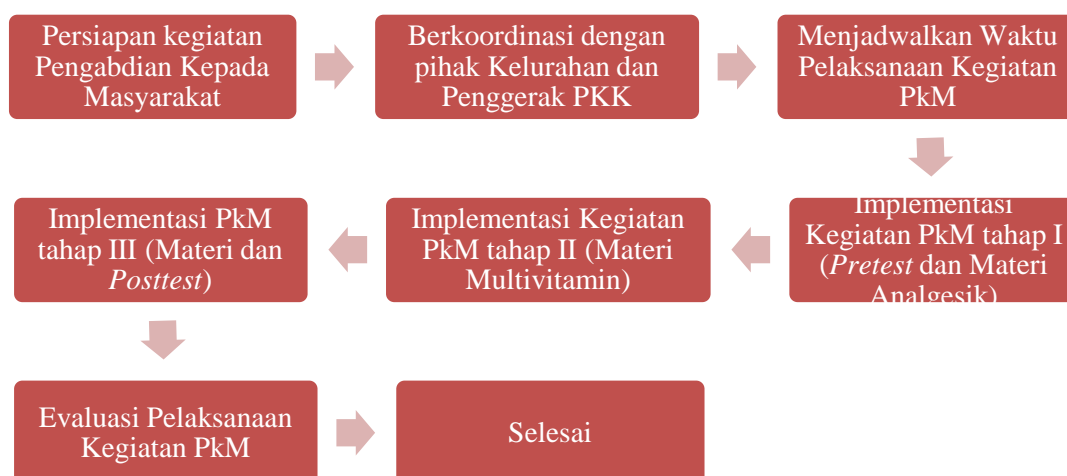 Persiapan kegiatan
Pengabdian Kepada
Masyarakat
Berkoordinasi dengan
pihak Kelurahan dan
Penggerak PKK
Menjadwalkan Waktu
Pelaksanaan Kegiatan
PkM
Implementasi
Kegiatan PkM tahap I
(Pretest dan Materi
Analgesik)
Implementasi Kegiatan
PkM tahap II (Materi
Multivitamin)
Implementasi PkM
tahap III (Materi dan
Posttest)
Evaluasi Pelaksanaan
Kegiatan PkM
Selesai